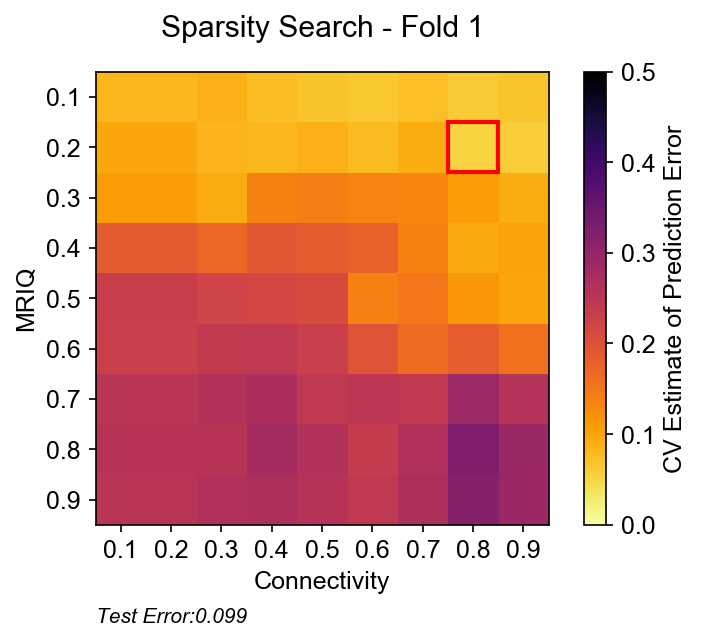 Sparsity Search - Fold 1
MRIQ
0.1
0.2
0.3
0.4
0.5
0.6
0.7
0.8
0.9
0.1 0.2 0.3 0.4 0.5 0.6 0.7 0.8 0.9
Connectivity
Test Error:0.099
0.5
0.4
0.3
0.2
0.1
0.0
CV Estimate of Prediction Error